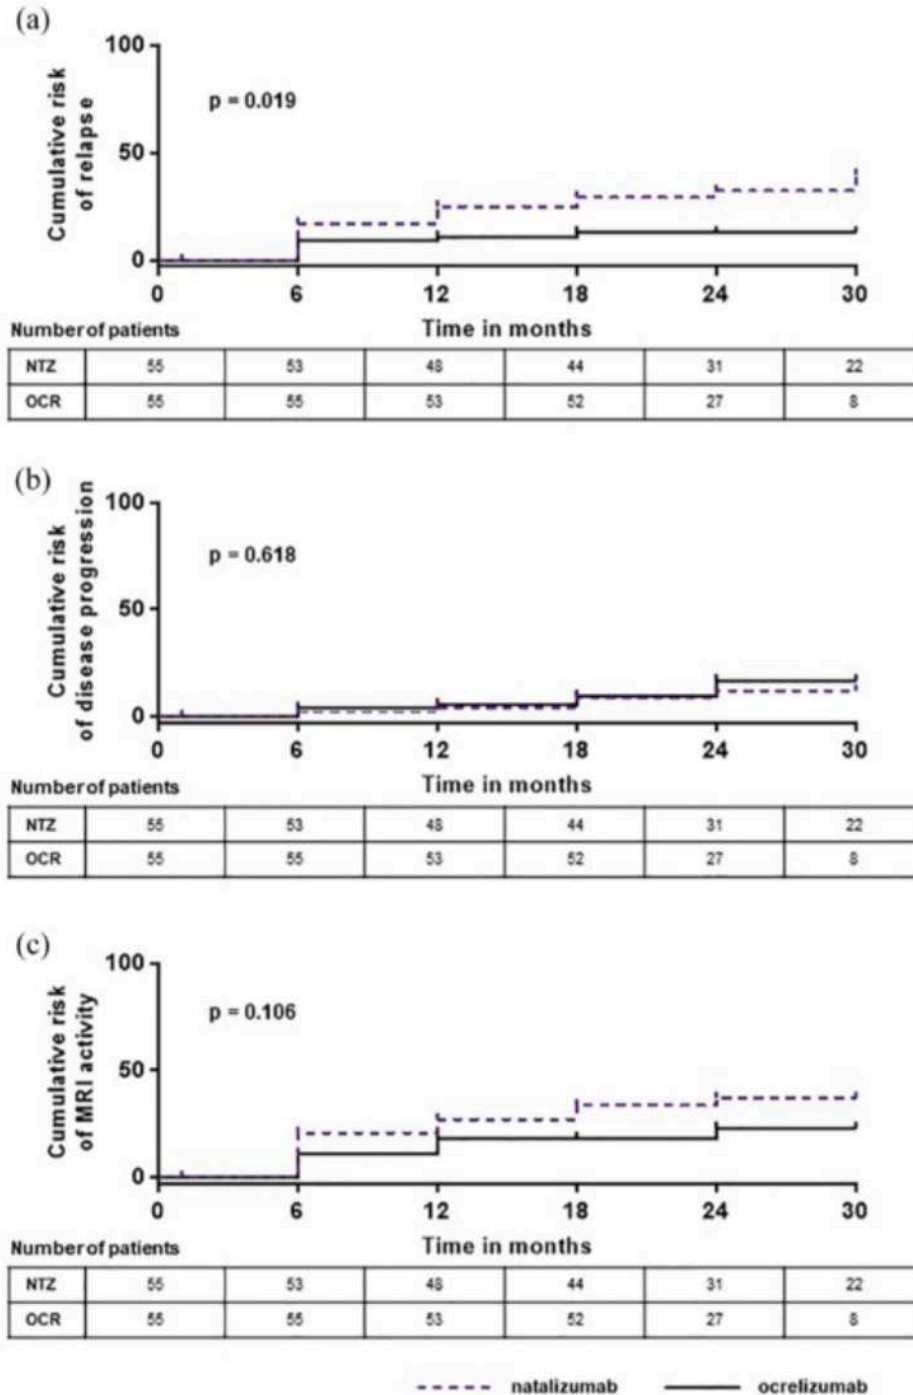 (a)
100
Cumulative risk
of relapse
p = 0.019
50
0
0 6 12 18 24 30
Number of patients Time in months
NTZ 55 53 48 44 31 22
OCR 55 55 53 52 27 8
(b)
100
Cumulative risk
of disease progression
p = 0.618
50
0
0 6 12 18 24 30
Number of patients Time in months
NTZ 55 53 48 44 31 22
OCR 55 55 53 52 27 8
(c)
100
Cumulative risk
of MRI activity
p = 0.106
50
0
0 6 12 18 24 30
Number of patients Time in months
NTZ 55 53 48 44 31 22
OCR 55 55 53 52 27 8
natalizumab ocrelizumab